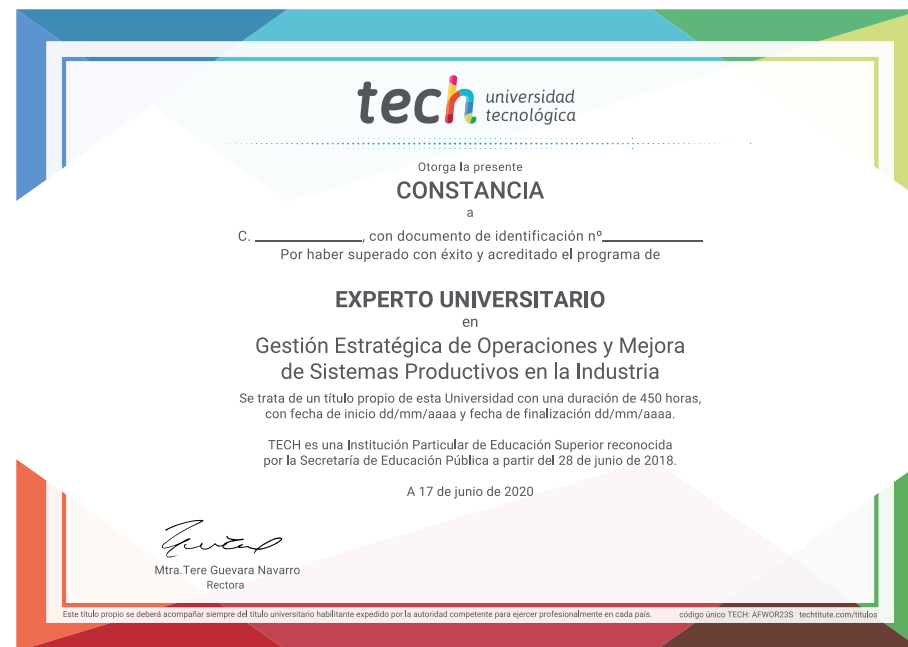 tech universidad
tecnológica
Otorga la presente
CONSTANCIA
a
C. ____________, con documento de identificación nº____________
Por haber superado con éxito y acreditado el programa de
EXPERTO UNIVERSITARIO
en
Gestión Estratégica de Operaciones y Mejora
de Sistemas Productivos en la Industria
Se trata de un título propio de esta Universidad con una duración de 450 horas,
con fecha de inicio dd/mm/aaaa y fecha de finalización dd/mm/aaaa.
TECH es una Institución Particular de Educación Superior reconocida
por la Secretaría de Educación Pública a partir del 28 de junio de 2018.
A 17 de junio de 2020
Mtra.Tere Guevara Navarro
Rectora
Este título propio se deberá acompañar siempre del título universitario habilitante expedido por la autoridad competente para ejercer profesionalmente en cada país. código único TECH: AFWOR23S techtitute.com/titulos